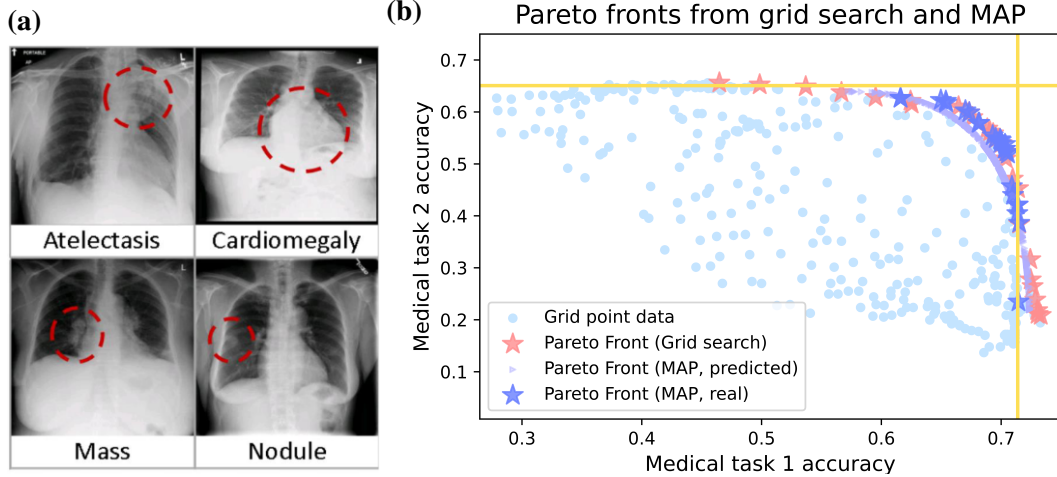 (a)
PORTABLE
AP
L
Atelectasis
Cardiomegaly
L
Mass
Nodule
(b)
Pareto fronts from grid search and MAP
Medical task 2 accuracy
0.7
0.6
0.5
0.4
0.3
0.2
0.1
Grid point data
Pareto Front (Grid search)
Pareto Front (MAP, predicted)
Pareto Front (MAP, real)
0.3 0.4 0.5 0.6 0.7
Medical task 1 accuracy